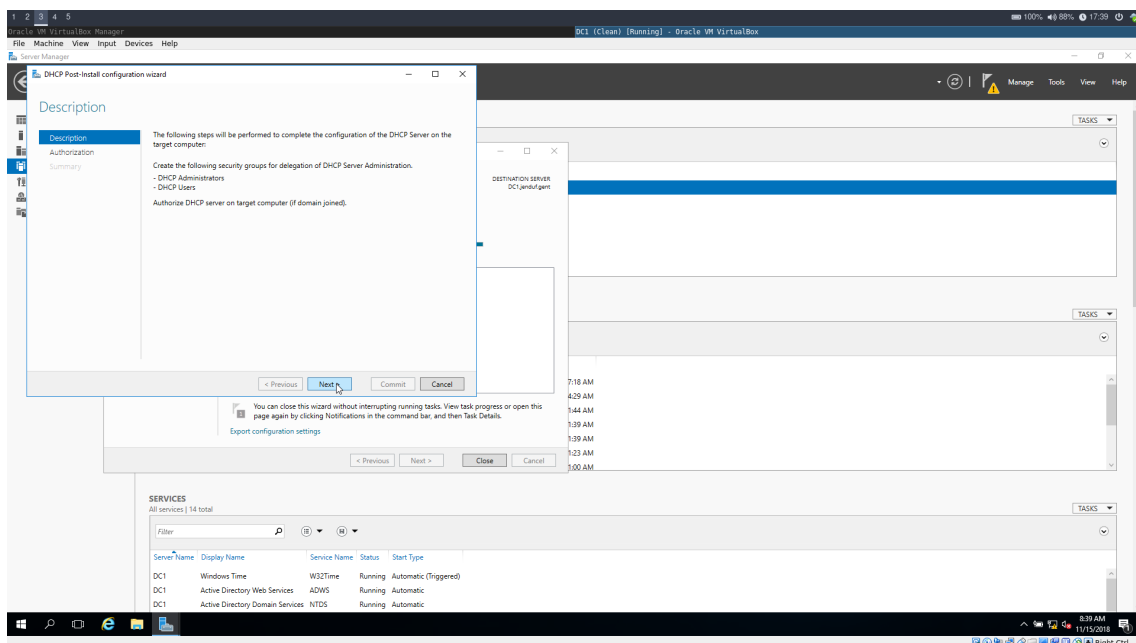 1 2 3 4 5
100% 88% 17:39
Oracle VM VirtualBox Manager
DC1 (Clean) [Running] - Oracle VM VirtualBox
File Machine View Input Devices Help
Server Manager
Manage Tools View Help
DHCP Post-Install configuration wizard
Description
Description
Authorization
Summary
The following steps will be performed to complete the configuration of the DHCP Server on the
target computer:
Create the following security groups for delegation of DHCP Server Administration.
- DHCP Administrators
- DHCP Users
Authorize DHCP server on target computer (if domain joined).
< Previous Next > Commit Cancel
DESTINATION SERVER
DC1.jenduf.gent
You can close this wizard without interrupting running tasks. View task progress or open this
page again by clicking Notifications in the command bar, and then Task Details.
Export configuration settings
< Previous Next > Close Cancel
TASKS
TASKS
7:18 AM
4:29 AM
1:44 AM
1:39 AM
1:39 AM
1:23 AM
1:00 AM
SERVICES
All services | 14 total
TASKS
Filter
Server Name Display Name Service Name Status Start Type
DC1 Windows Time W32Time Running Automatic (Triggered)
DC1 Active Directory Web Services ADWS Running Automatic
DC1 Active Directory Domain Services NTDS Running Automatic
8:39 AM
11/15/2018
Right Ctrl